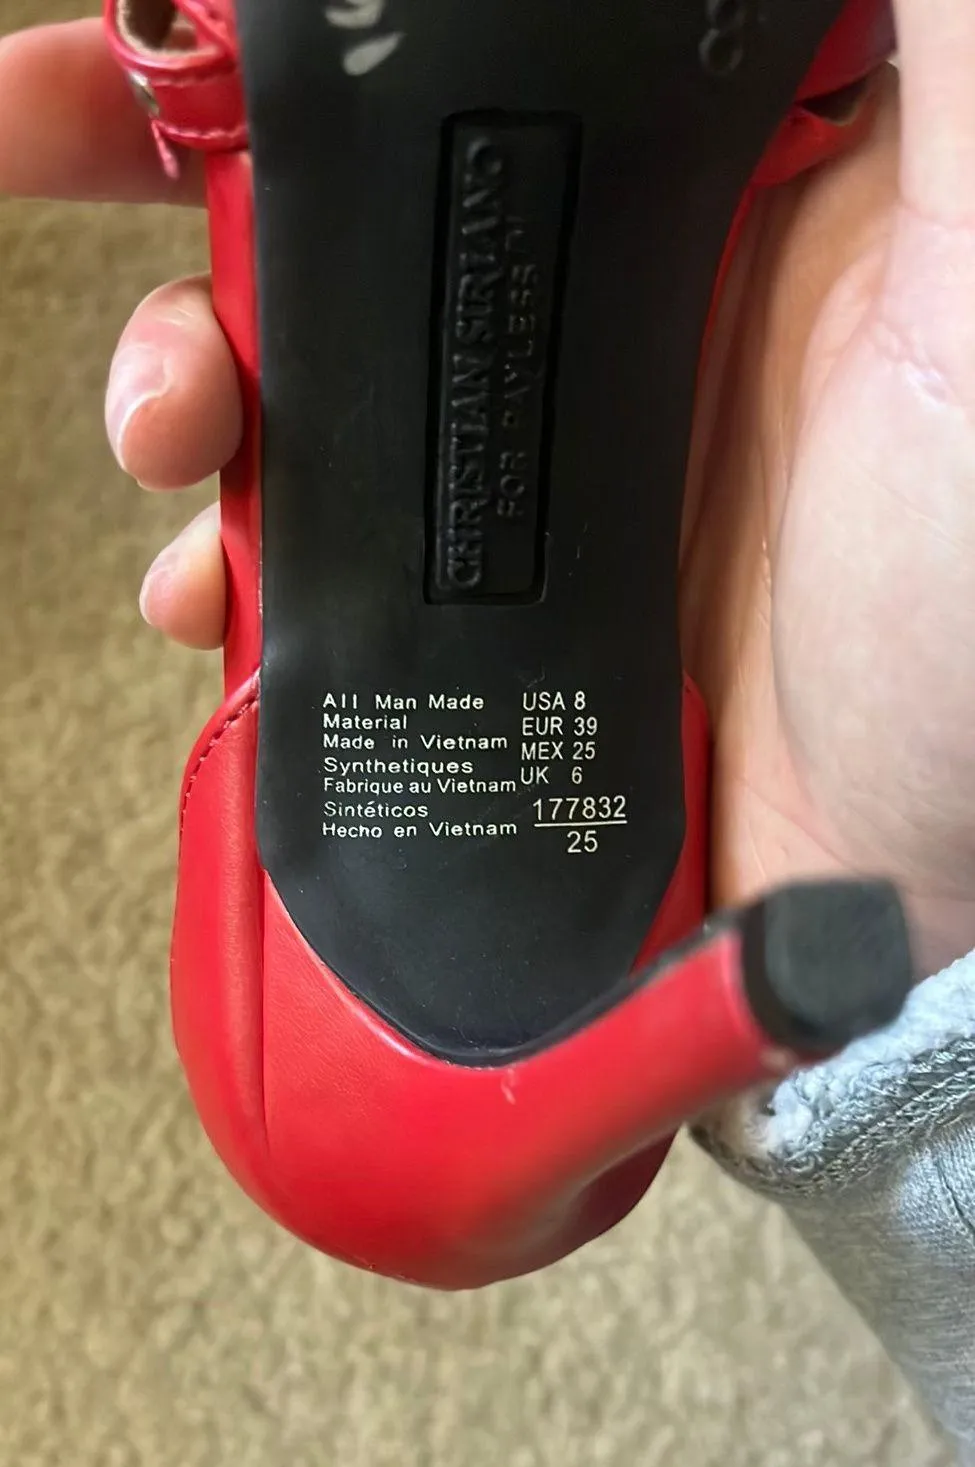 CHRISTIAN SIRIANO
FOR PAYLESS
All Man Made
Material
Made in Vietnam
Synthetiques
Fabrique au Vietnam
Sintéticos
Hecho en Vietnam
USA 8
EUR 39
MEX 25
UK 6
177832
25